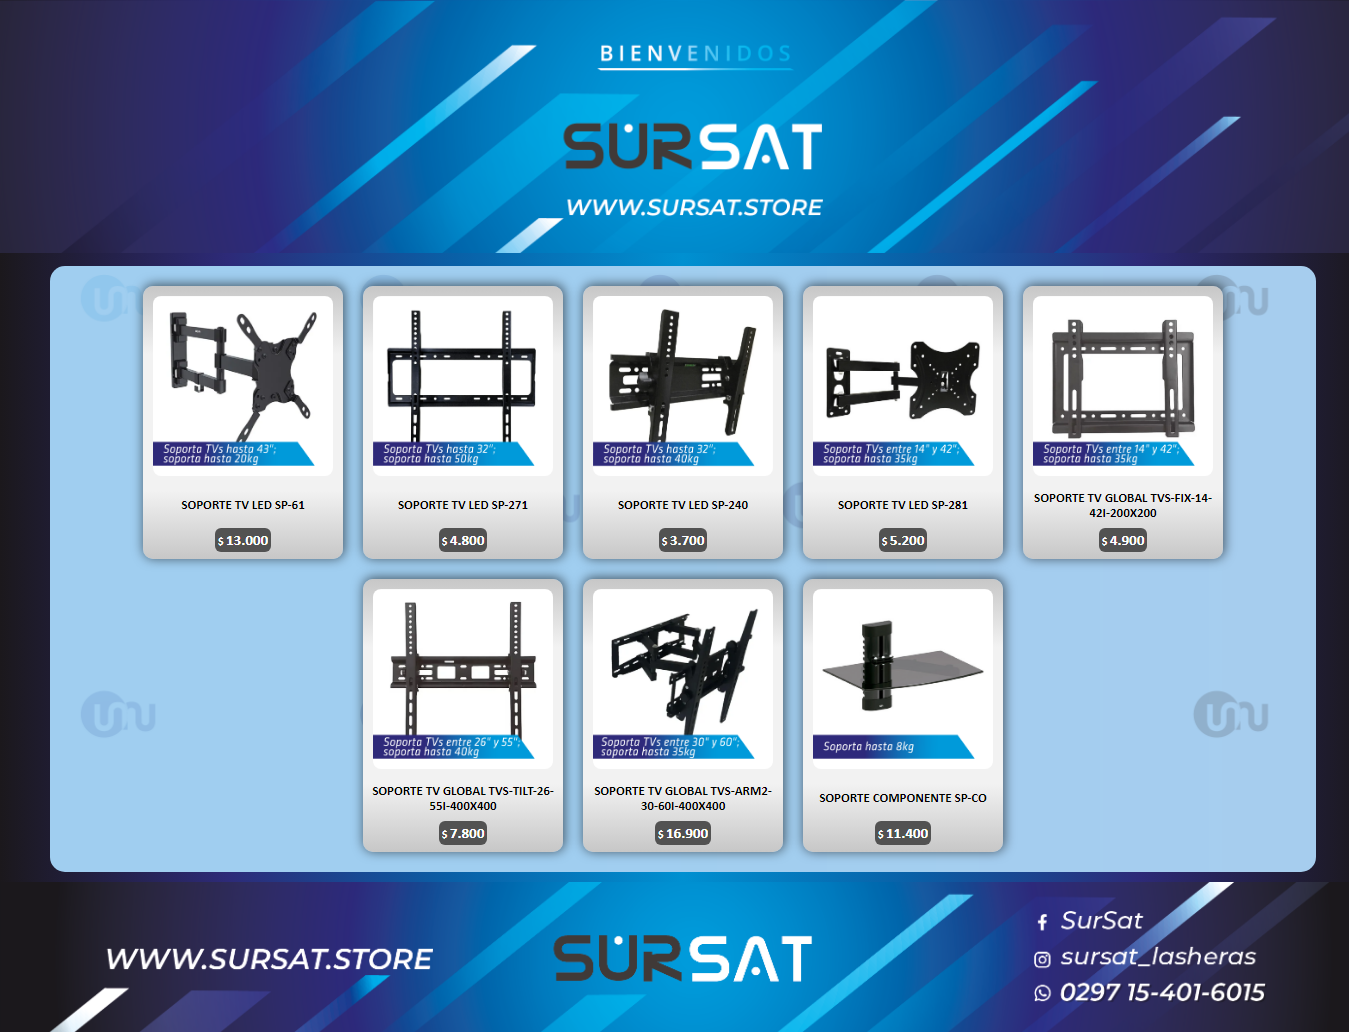 BIENVENIDOS
SURSAT
WWW.SURSAT.STORE
Soporta TVs hasta 43";
soporta hasta 20kg
SOPORTE TV LED SP-61
$ 13.000
Soporta TVs hasta 32";
soporta hasta 50kg
SOPORTE TV LED SP-271
$ 4.800
Soporta TVs hasta 32";
soporta hasta 40kg
SOPORTE TV LED SP-240
$ 3.700
Soporta TVs entre 14" y 42";
soporta hasta 35kg
SOPORTE TV LED SP-281
$ 5.200
Soporta TVs entre 14" y 42";
soporta hasta 35kg
SOPORTE TV GLOBAL TVS-FIX-14-
42I-200X200
$ 4.900
Soporta TVs entre 26" y 55";
soporta hasta 40kg
SOPORTE TV GLOBAL TVS-TILT-26-
55I-400X400
$ 7.800
Soporta TVs entre 30" y 60";
soporta hasta 35kg
SOPORTE TV GLOBAL TVS-ARM2-
30-60I-400X400
$ 16.900
Soporta hasta 8kg
SOPORTE COMPONENTE SP-CO
$ 11.400
WWW.SURSAT.STORE
SURSAT
SurSat
sursat_lasheras
0297 15-401-6015